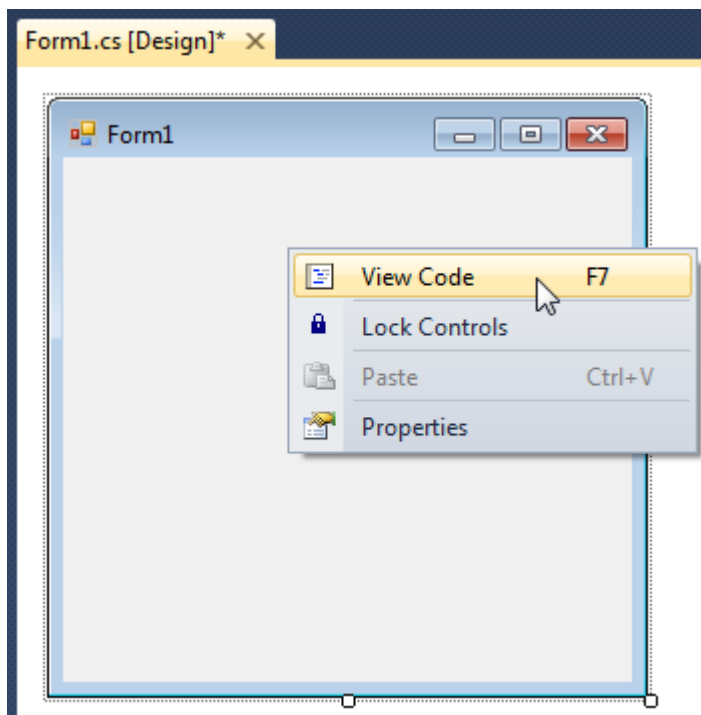 Form1.cs [Design]*
Form1
View Code F7
Lock Controls
Paste Ctrl+V
Properties